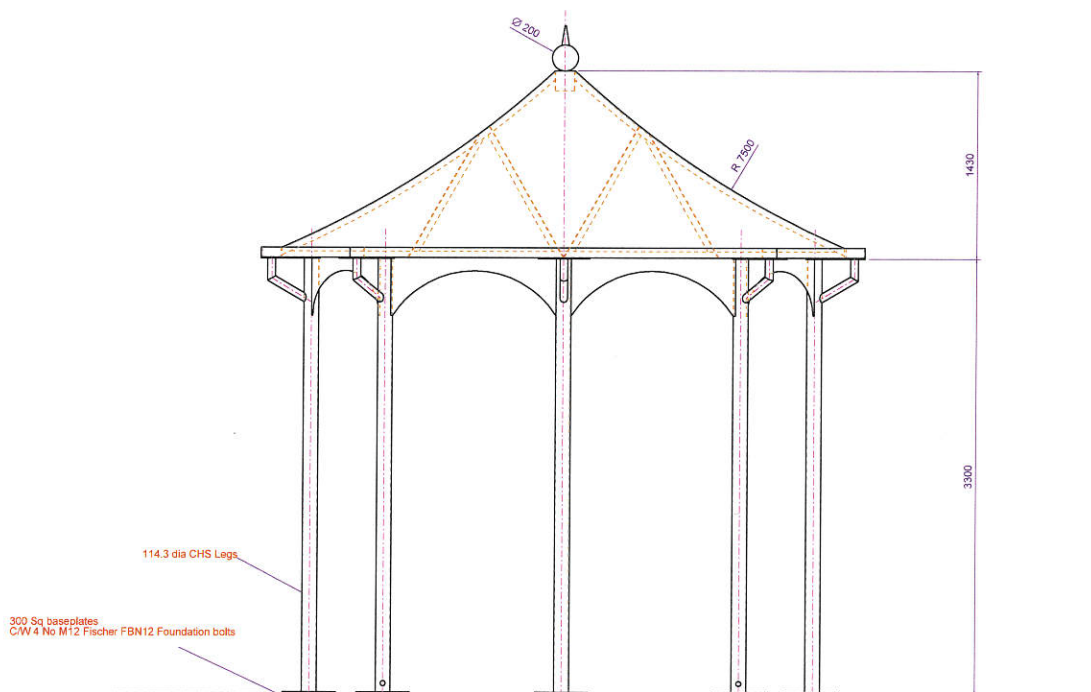 Ø 200
R 7500
1430
3300
114.3 dia CHS Legs
300 Sq baseplates
C/W 4 No M12 Fischer FBN12 Foundation bolts